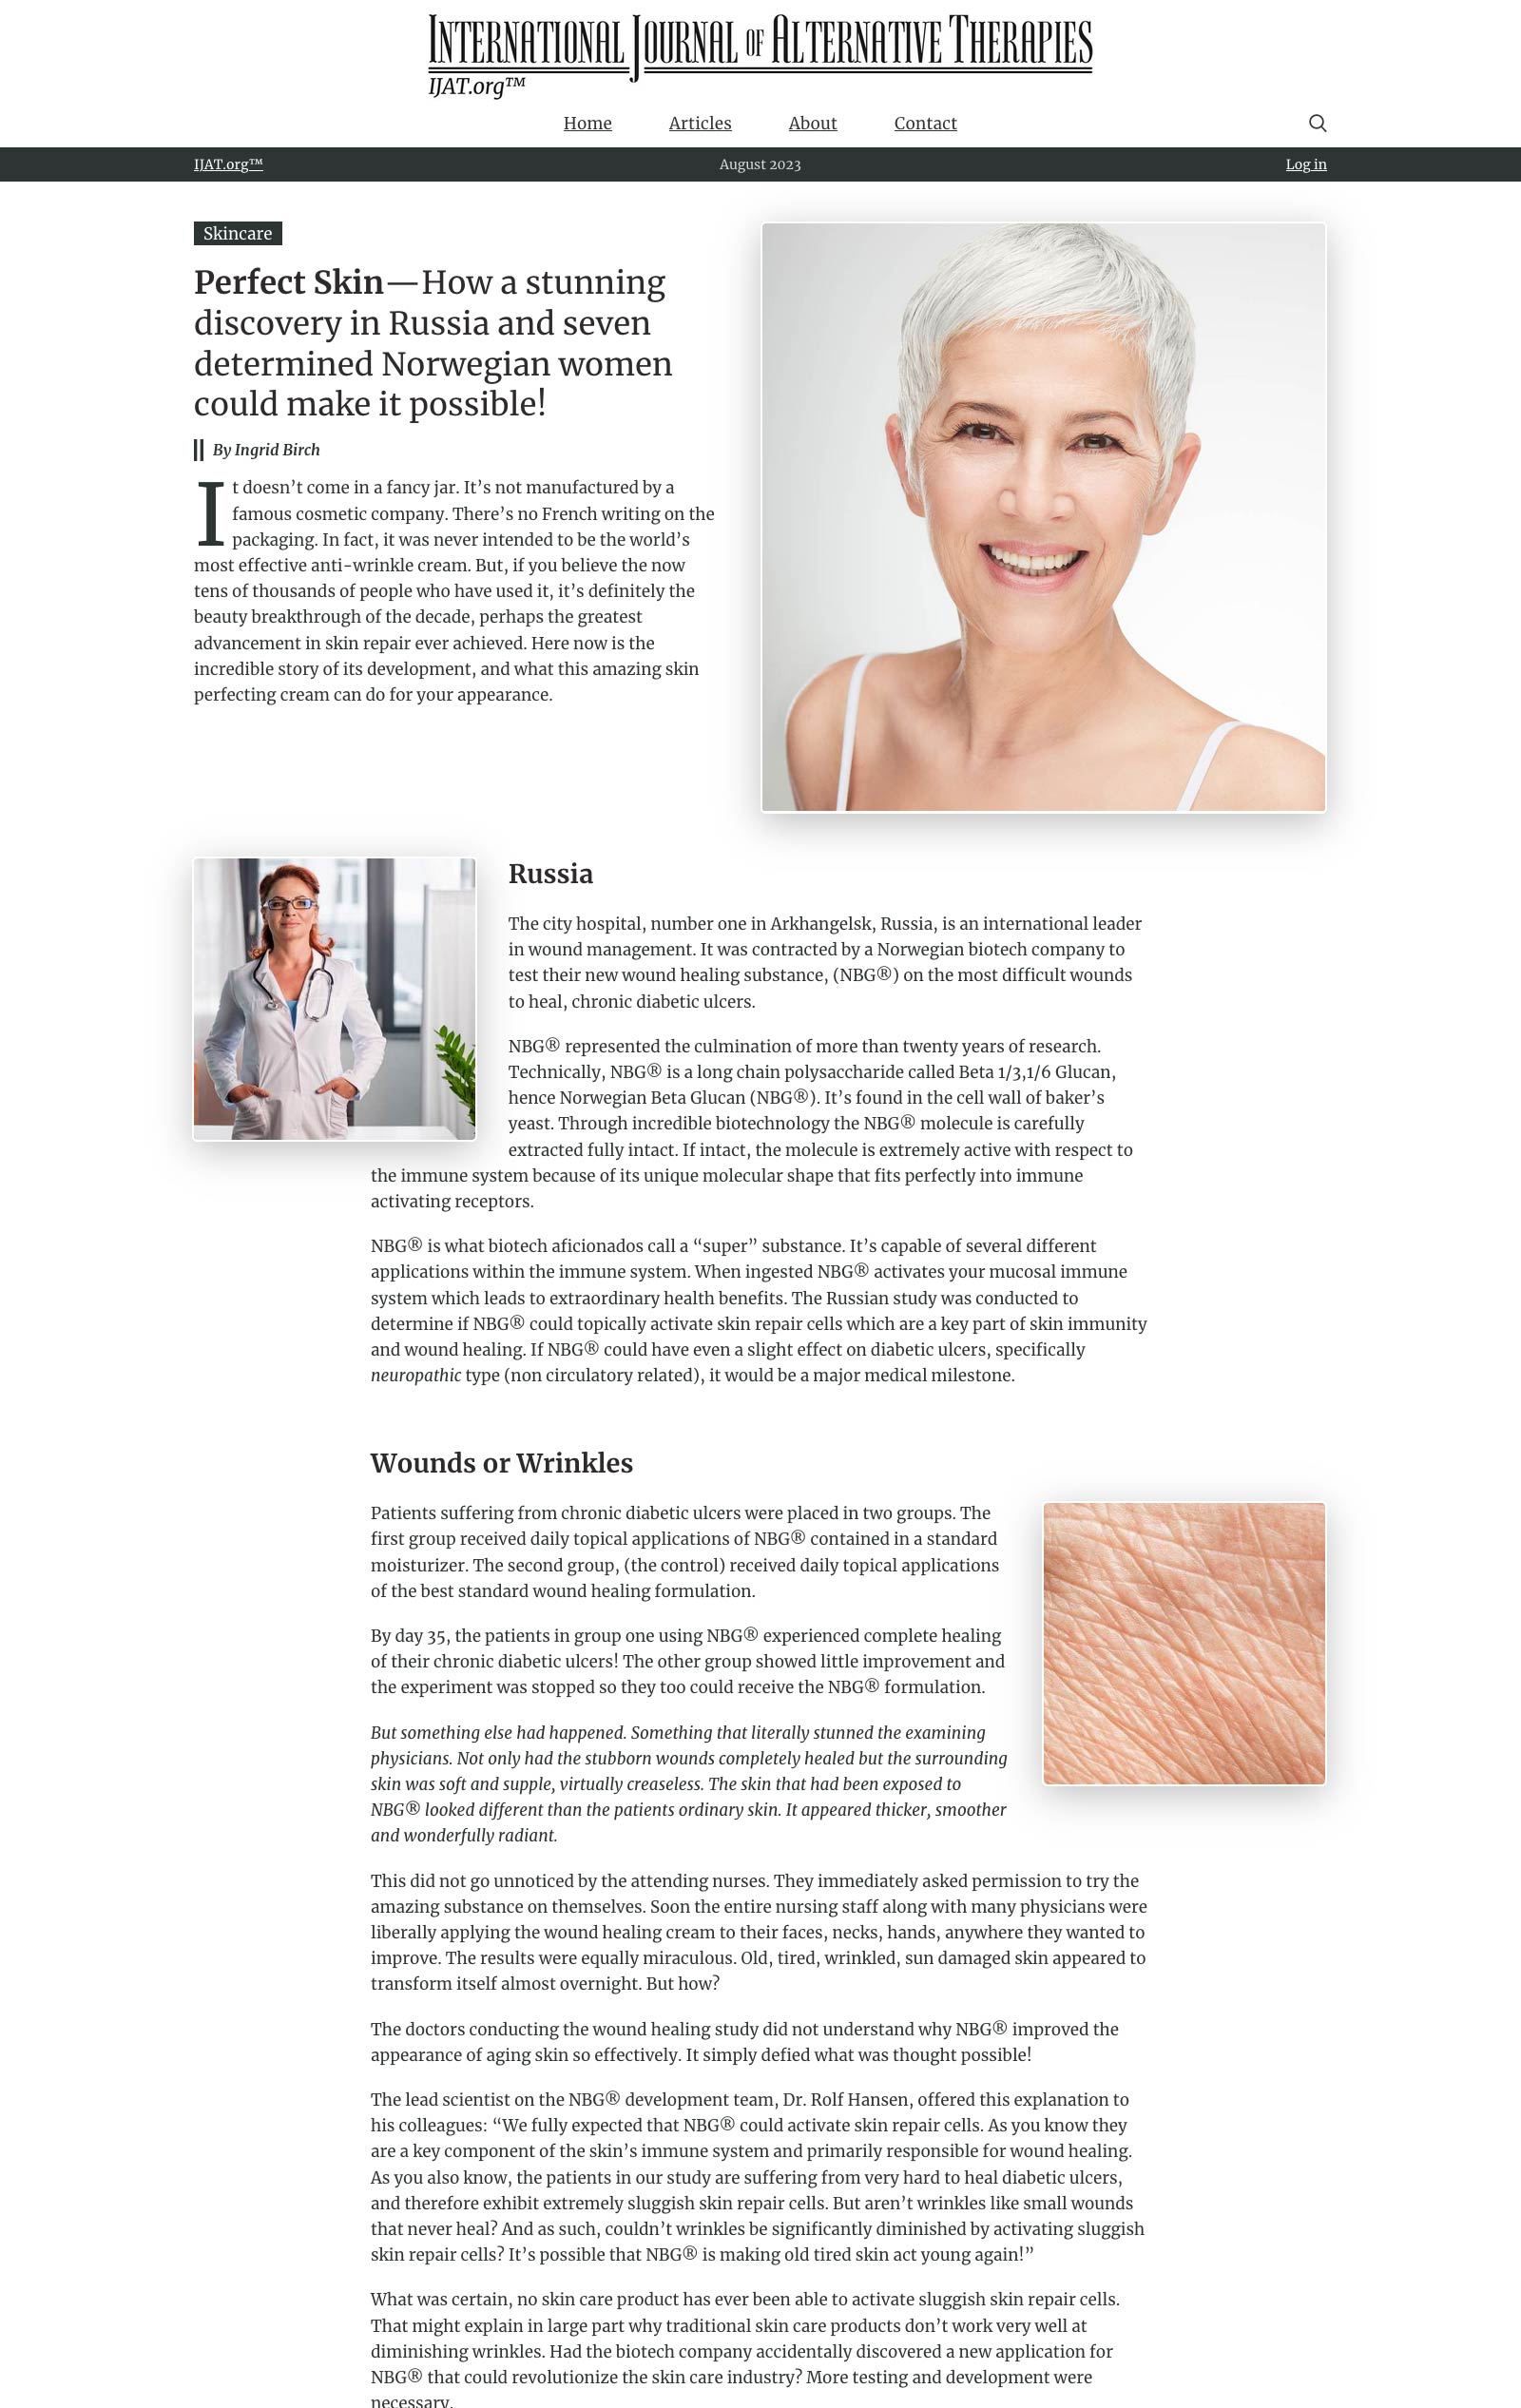 INTERNATIONAL JOURNAL OF ALTERNATIVE THERAPIES
IJAT.org™
Home Articles About Contact
IJAT.org™ August 2023 Log in
Skincare
Perfect Skin—How a stunning
discovery in Russia and seven
determined Norwegian women
could make it possible!
By Ingrid Birch
It doesn’t come in a fancy jar. It’s not manufactured by a
famous cosmetic company. There’s no French writing on the
packaging. In fact, it was never intended to be the world’s
most effective anti-wrinkle cream. But, if you believe the now
tens of thousands of people who have used it, it’s definitely the
beauty breakthrough of the decade, perhaps the greatest
advancement in skin repair ever achieved. Here now is the
incredible story of its development, and what this amazing skin
perfecting cream can do for your appearance.
Russia
The city hospital, number one in Arkhangelsk, Russia, is an international leader
in wound management. It was contracted by a Norwegian biotech company to
test their new wound healing substance, (NBG®) on the most difficult wounds
to heal, chronic diabetic ulcers.
NBG® represented the culmination of more than twenty years of research.
Technically, NBG® is a long chain polysaccharide called Beta 1/3,1/6 Glucan,
hence Norwegian Beta Glucan (NBG®). It’s found in the cell wall of baker’s
yeast. Through incredible biotechnology the NBG® molecule is carefully
extracted fully intact. If intact, the molecule is extremely active with respect to
the immune system because of its unique molecular shape that fits perfectly into immune
activating receptors.
NBG® is what biotech aficionados call a “super” substance. It’s capable of several different
applications within the immune system. When ingested NBG® activates your mucosal immune
system which leads to extraordinary health benefits. The Russian study was conducted to
determine if NBG® could topically activate skin repair cells which are a key part of skin immunity
and wound healing. If NBG® could have even a slight effect on diabetic ulcers, specifically
neuropathic type (non circulatory related), it would be a major medical milestone.
Wounds or Wrinkles
Patients suffering from chronic diabetic ulcers were placed in two groups. The
first group received daily topical applications of NBG® contained in a standard
moisturizer. The second group, (the control) received daily topical applications
of the best standard wound healing formulation.
By day 35, the patients in group one using NBG® experienced complete healing
of their chronic diabetic ulcers! The other group showed little improvement and
the experiment was stopped so they too could receive the NBG® formulation.
But something else had happened. Something that literally stunned the examining
physicians. Not only had the stubborn wounds completely healed but the surrounding
skin was soft and supple, virtually creaseless. The skin that had been exposed to
NBG® looked different than the patients ordinary skin. It appeared thicker, smoother
and wonderfully radiant.
This did not go unnoticed by the attending nurses. They immediately asked permission to try the
amazing substance on themselves. Soon the entire nursing staff along with many physicians were
liberally applying the wound healing cream to their faces, necks, hands, anywhere they wanted to
improve. The results were equally miraculous. Old, tired, wrinkled, sun damaged skin appeared to
transform itself almost overnight. But how?
The doctors conducting the wound healing study did not understand why NBG® improved the
appearance of aging skin so effectively. It simply defied what was thought possible!
The lead scientist on the NBG® development team, Dr. Rolf Hansen, offered this explanation to
his colleagues: “We fully expected that NBG® could activate skin repair cells. As you know they
are a key component of the skin’s immune system and primarily responsible for wound healing.
As you also know, the patients in our study are suffering from very hard to heal diabetic ulcers,
and therefore exhibit extremely sluggish skin repair cells. But aren’t wrinkles like small wounds
that never heal? And as such, couldn’t wrinkles be significantly diminished by activating sluggish
skin repair cells? It’s possible that NBG® is making old tired skin act young again!”
What was certain, no skin care product has ever been able to activate sluggish skin repair cells.
That might explain in large part why traditional skin care products don’t work very well at
diminishing wrinkles. Had the biotech company accidentally discovered a new application for
NBG® that could revolutionize the skin care industry? More testing and development were
necessary.